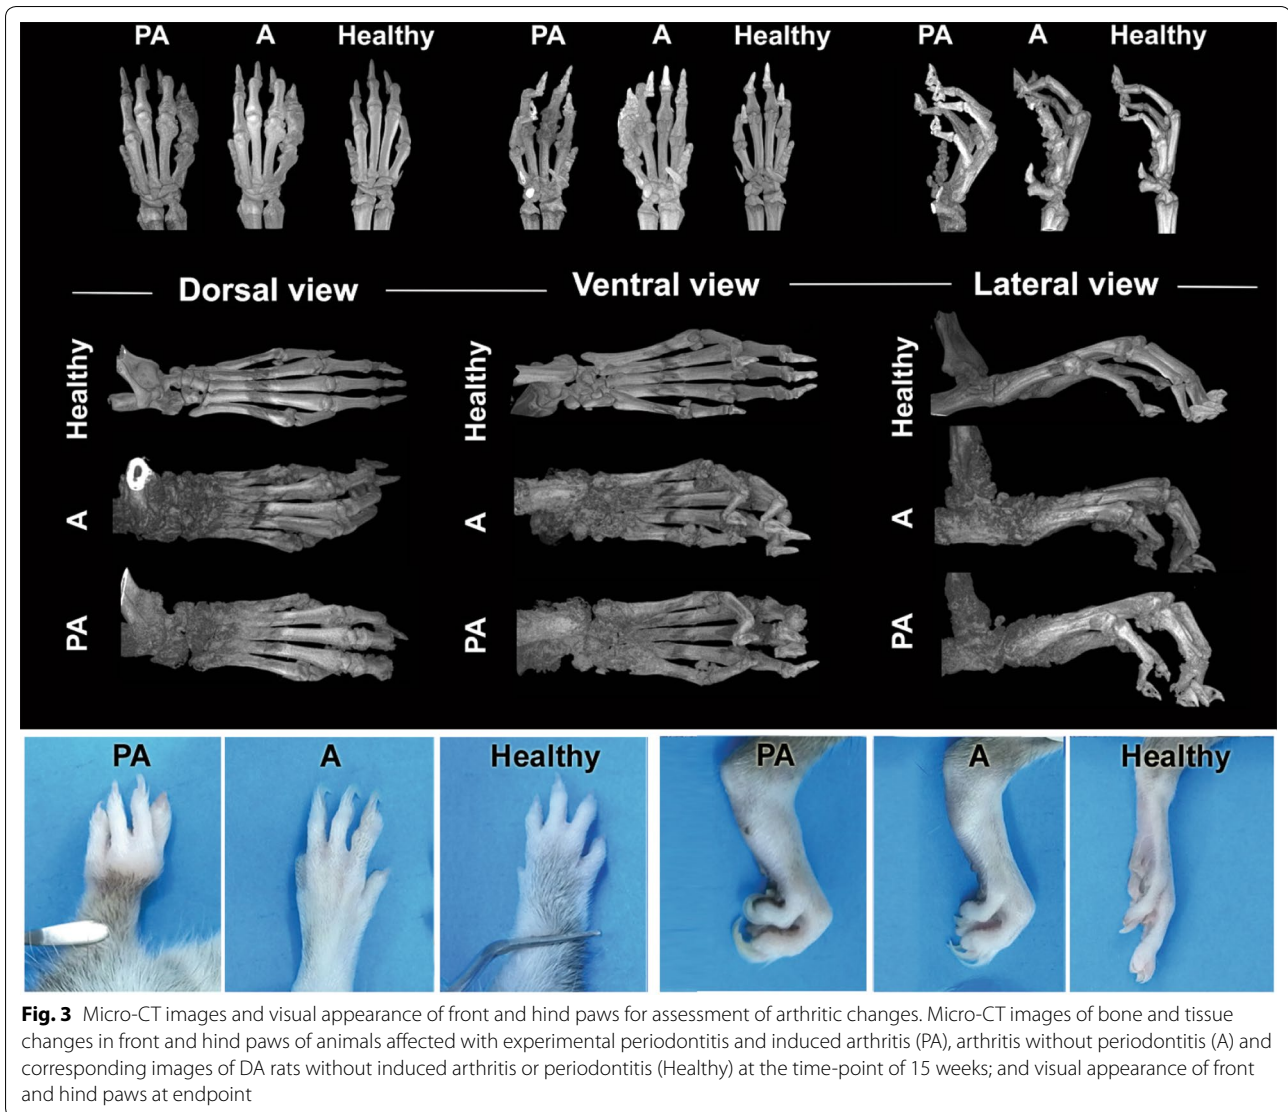 PA A Healthy PA A Healthy PA A Healthy
Dorsal view Ventral view Lateral view
Healthy Healthy Healthy
A A A
PA PA PA
PA A Healthy PA A Healthy
Fig. 3 Micro-CT images and visual appearance of front and hind paws for assessment of arthritic changes. Micro-CT images of bone and tissue
changes in front and hind paws of animals affected with experimental periodontitis and induced arthritis (PA), arthritis without periodontitis (A) and
corresponding images of DA rats without induced arthritis or periodontitis (Healthy) at the time-point of 15 weeks; and visual appearance of front
and hind paws at endpoint